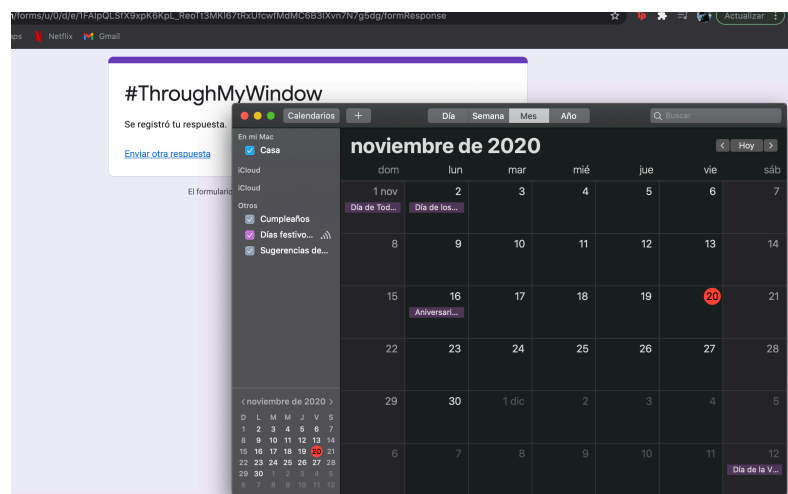 /forms/u/0/d/e/1FAIpQLSfX9xpK6KpL_ReoTt3MKI67tRxUfcwfMdMC6B3IXvn7N7g5dg/formResponse
Actualizar
aps Netflix Gmail
#ThroughMyWindow
Se registró tu respuesta.
Enviar otra respuesta
El formulario
Calendarios + Día Semana Mes Año Buscar
En mi Mac
Casa
iCloud
iCloud
Otros
Cumpleaños
Días festivo...
Sugerencias de...
noviembre de 2020
< Hoy >
dom lun mar mié jue vie sáb
1 nov 2 3 4 5 6 7
Día de Tod... Día de los...
8 9 10 11 12 13 14
15 16 17 18 19 20 21
Aniversari...
22 23 24 25 26 27 28
29 30 1 dic 2 3 4 5
6 7 8 9 10 11 12
Día de la V...
<noviembre de 2020 >
D L M M J V S
1 2 3 4 5 6 7
8 9 10 11 12 13 14
15 16 17 18 19 20 21
22 23 24 25 26 27 28
29 30 1 2 3 4 5
6 7 8 9 10 11 12